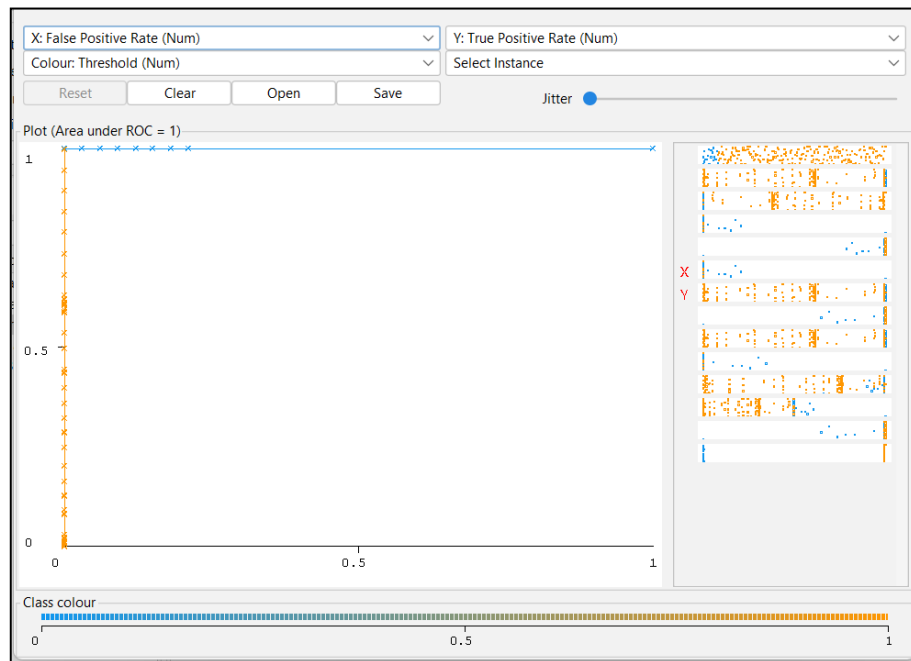 X: False Positive Rate (Num) Y: True Positive Rate (Num)
Colour: Threshold (Num) Select Instance
Reset Clear Open Save Jitter
Plot (Area under ROC = 1)
1
X
Y
0.5
0
0 0.5 1
Class colour
0 0.5 1